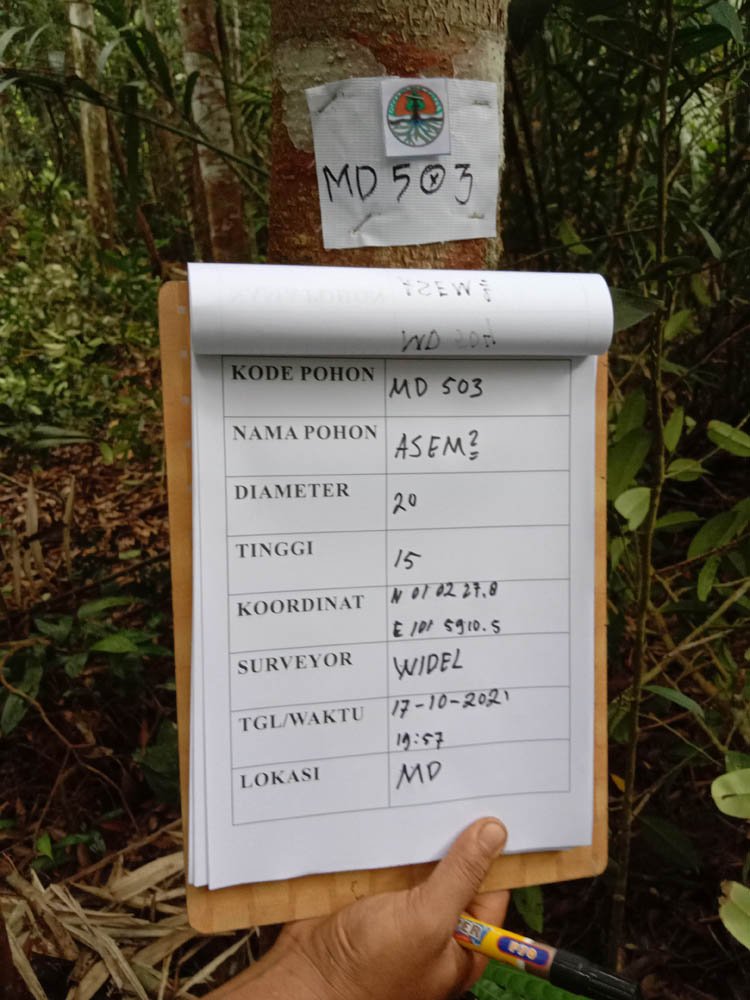 MD 503
KODE POHON MD 503
NAMA POHON ASEM2
DIAMETER 20
TINGGI 15
KOORDINAT N 01 02 27.8
E 101 5910.5
SURVEYOR WIDEL
TGL/WAKTU 17-10-2021
19:57
LOKASI MD